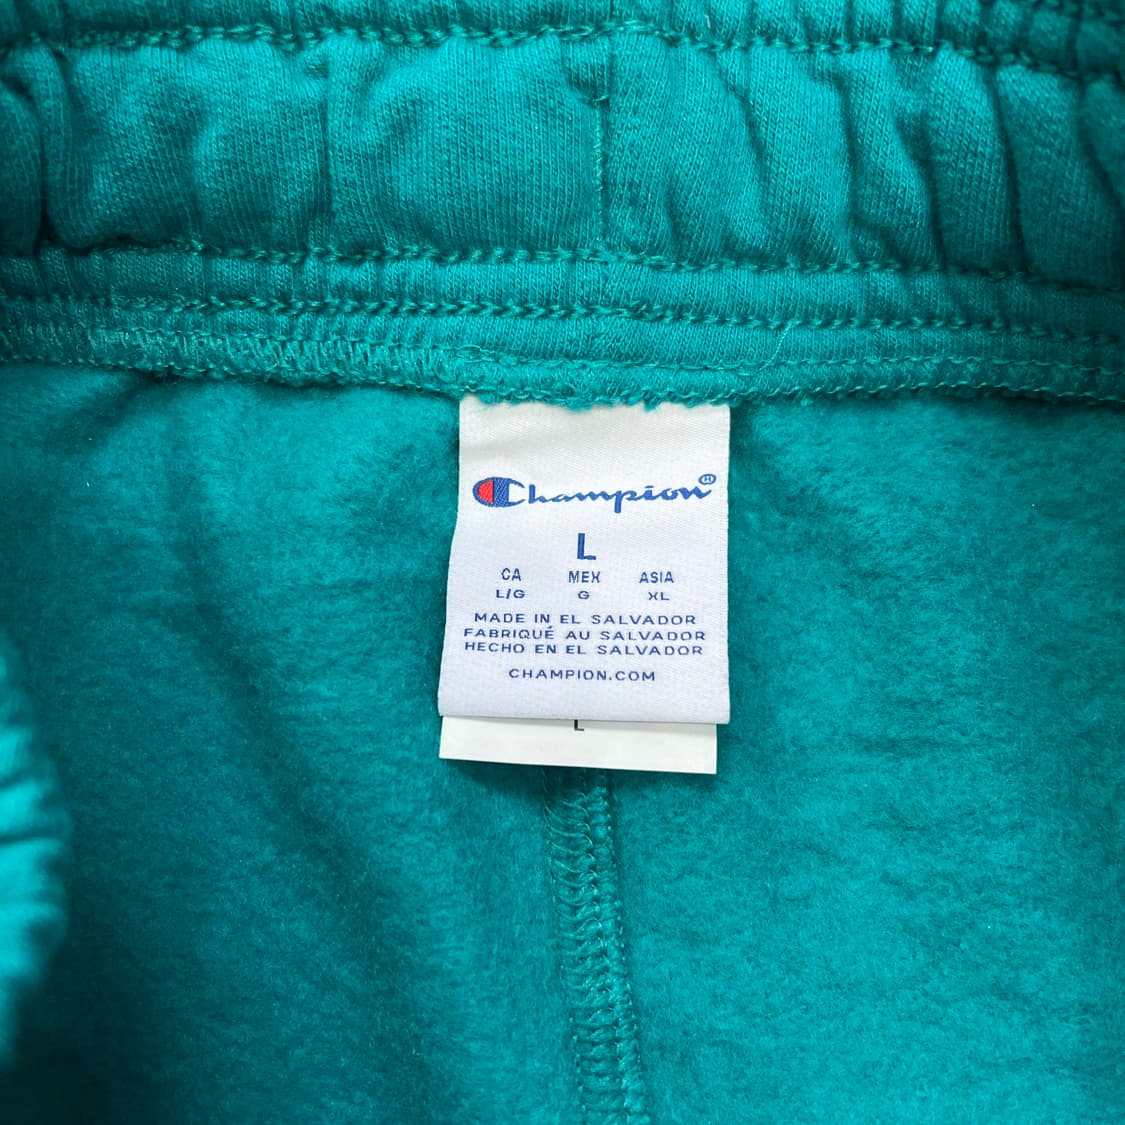 Champion®
L
CA MEX ASIA
L/G G XL
MADE IN EL SALVADOR
FABRIQUÉ AU SALVADOR
HECHO EN EL SALVADOR
CHAMPION.COM
L